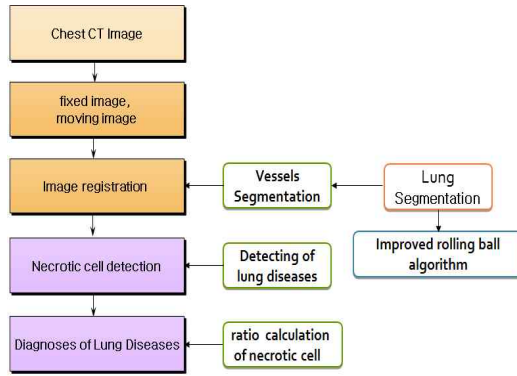 Chest CT Image
fixed image,
moving image
Image registration
Vessels
Segmentation
Lung
Segmentation
Improved rolling ball
algorithm
Necrotic cell detection
Detecting of
lung diseases
Diagnoses of Lung Diseases
ratio calculation
of necrotic cell